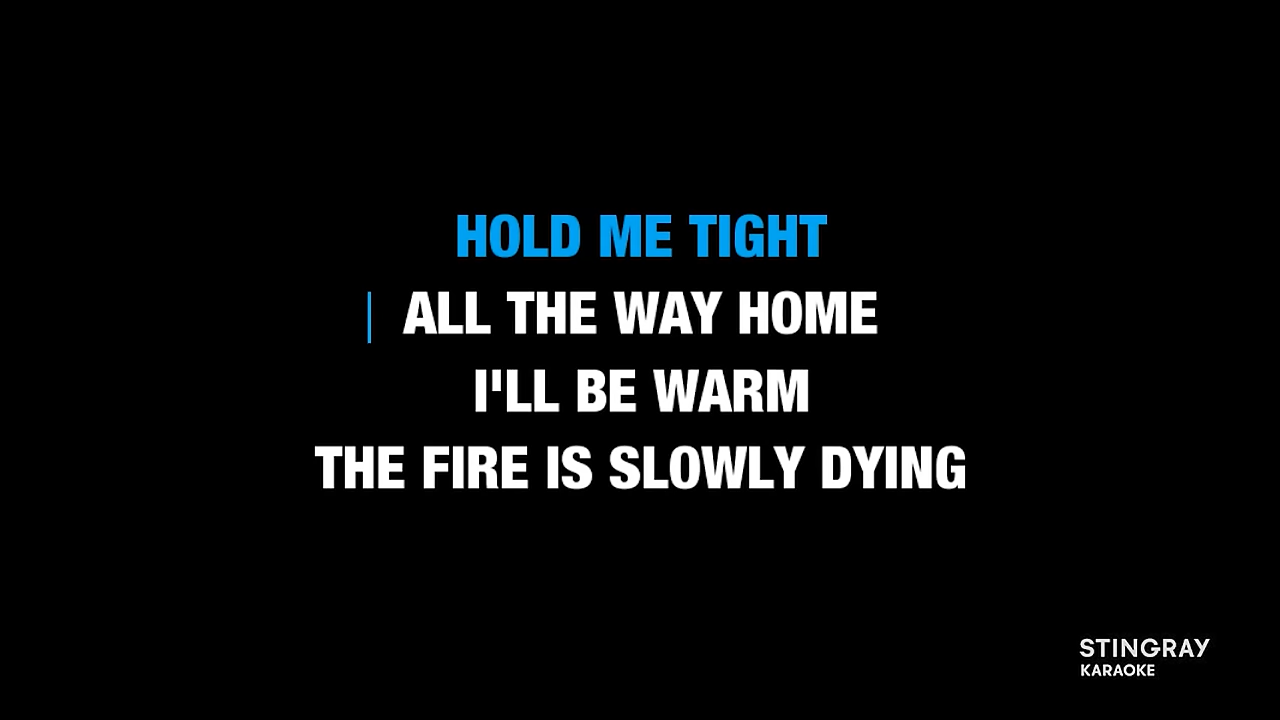 HOLD ME TIGHT
ALL THE WAY HOME
I'LL BE WARM
THE FIRE IS SLOWLY DYING
STINGRAY
KARAOKE